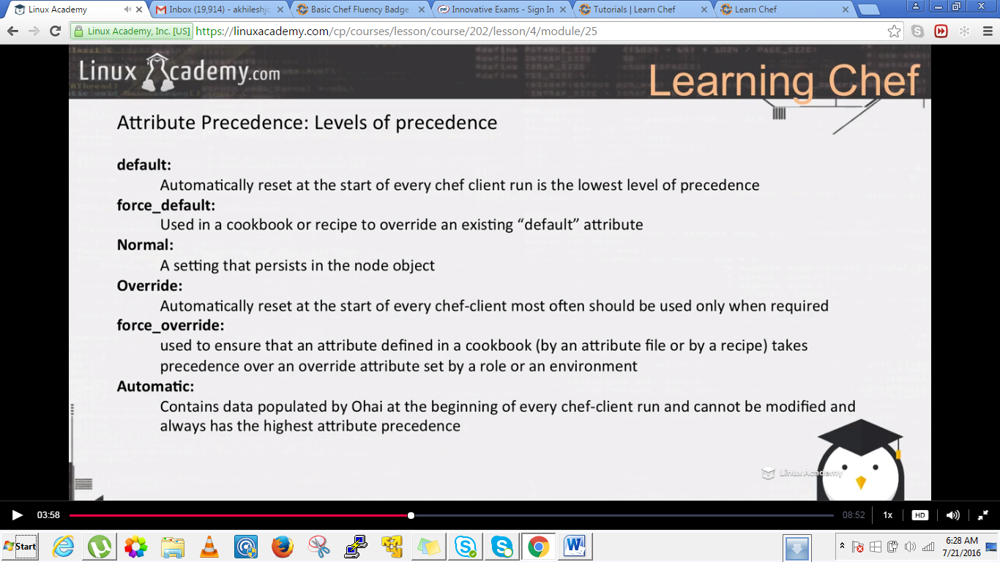 Linux Academy
Inbox (19,914) - akhileshjo
Basic Chef Fluency Badge
Innovative Exams - Sign In
Tutorials | Learn Chef
Learn Chef
Linux Academy, Inc. [US]
https://linuxacademy.com/cp/courses/lesson/course/202/lesson/4/module/25
Linux Academy.com
Learning Chef
Attribute Precedence: Levels of precedence
default:
Automatically reset at the start of every chef client run is the lowest level of precedence
force_default:
Used in a cookbook or recipe to override an existing “default” attribute
Normal:
A setting that persists in the node object
Override:
Automatically reset at the start of every chef-client most often should be used only when required
force_override:
used to ensure that an attribute defined in a cookbook (by an attribute file or by a recipe) takes
precedence over an override attribute set by a role or an environment
Automatic:
Contains data populated by Ohai at the beginning of every chef-client run and cannot be modified and
always has the highest attribute precedence
Linux Academy
03:58
08:52
1x
HD
Start
6:28 AM
7/21/2016